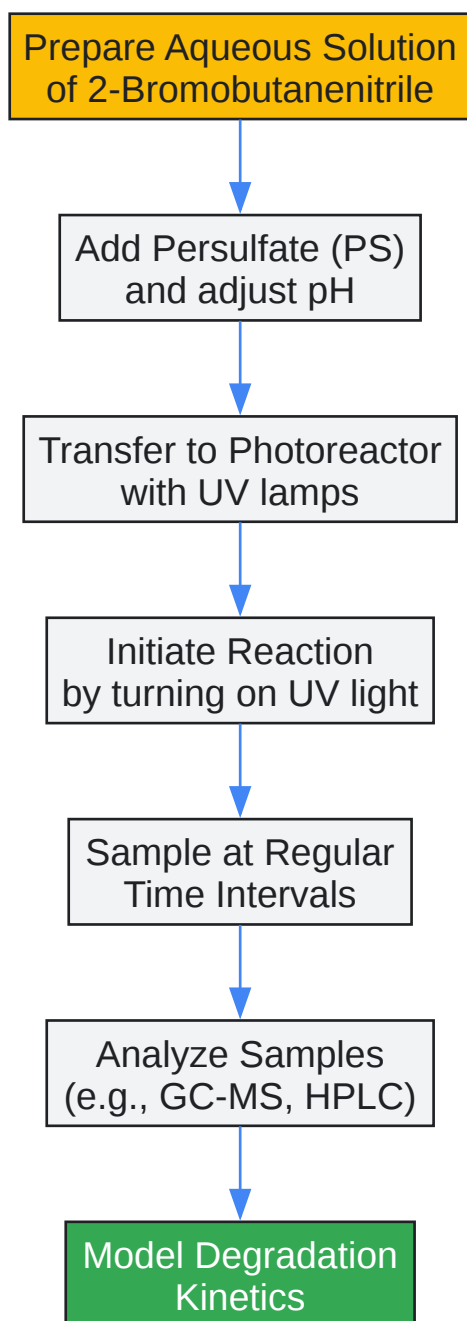 Prepare Aqueous Solution
of 2-Bromobutanenitrile
Add Persulfate (PS)
and adjust pH
Transfer to Photoreactor
with UV lamps
Initiate Reaction
by turning on UV light
Sample at Regular
Time Intervals
Analyze Samples
(e.g., GC-MS, HPLC)
Model Degradation
Kinetics